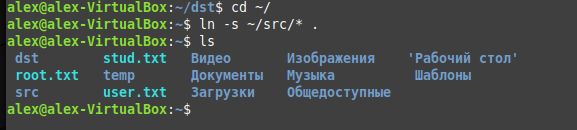 alex@alex-VirtualBox:~/dst$ cd ~/
alex@alex-VirtualBox:~$ ln -s ~/src/* .
alex@alex-VirtualBox:~$ ls
dst stud.txt Видео Изображения 'Рабочий стол'
root.txt temp Документы Музыка Шаблоны
src user.txt Загрузки Общедоступные
alex@alex-VirtualBox:~$